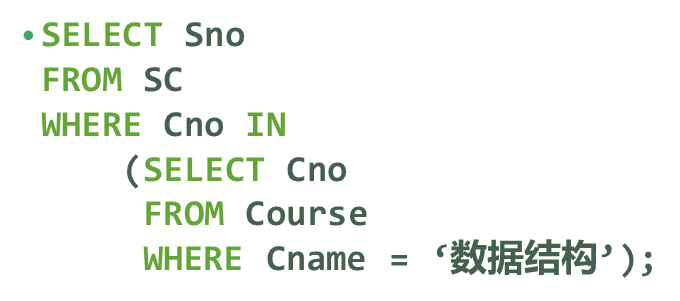 •SELECT Sno
FROM SC
WHERE Cno IN
(SELECT Cno
FROM Course
WHERE Cname = ‘数据结构’);